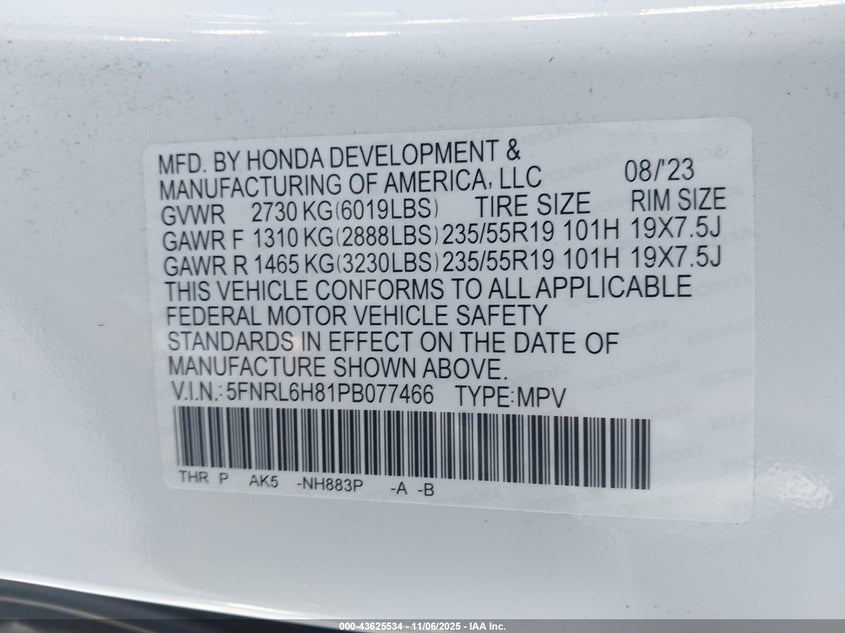 MFD. BY HONDA DEVELOPMENT &
MANUFACTURING OF AMERICA, LLC 08/'23
GVWR 2730 KG(6019LBS) TIRE SIZE RIM SIZE
GAWR F 1310 KG(2888LBS) 235/55R19 101H 19X7.5J
GAWR R 1465 KG(3230LBS) 235/55R19 101H 19X7.5J
THIS VEHICLE CONFORMS TO ALL APPLICABLE
FEDERAL MOTOR VEHICLE SAFETY
STANDARDS IN EFFECT ON THE DATE OF
MANUFACTURE SHOWN ABOVE.
V.I.N.:5FNRL6H81PB077466 TYPE:MPV
THR P AK5 -NH883P -A -B
000-43625534 - 11/06/2025 - IAA Inc.